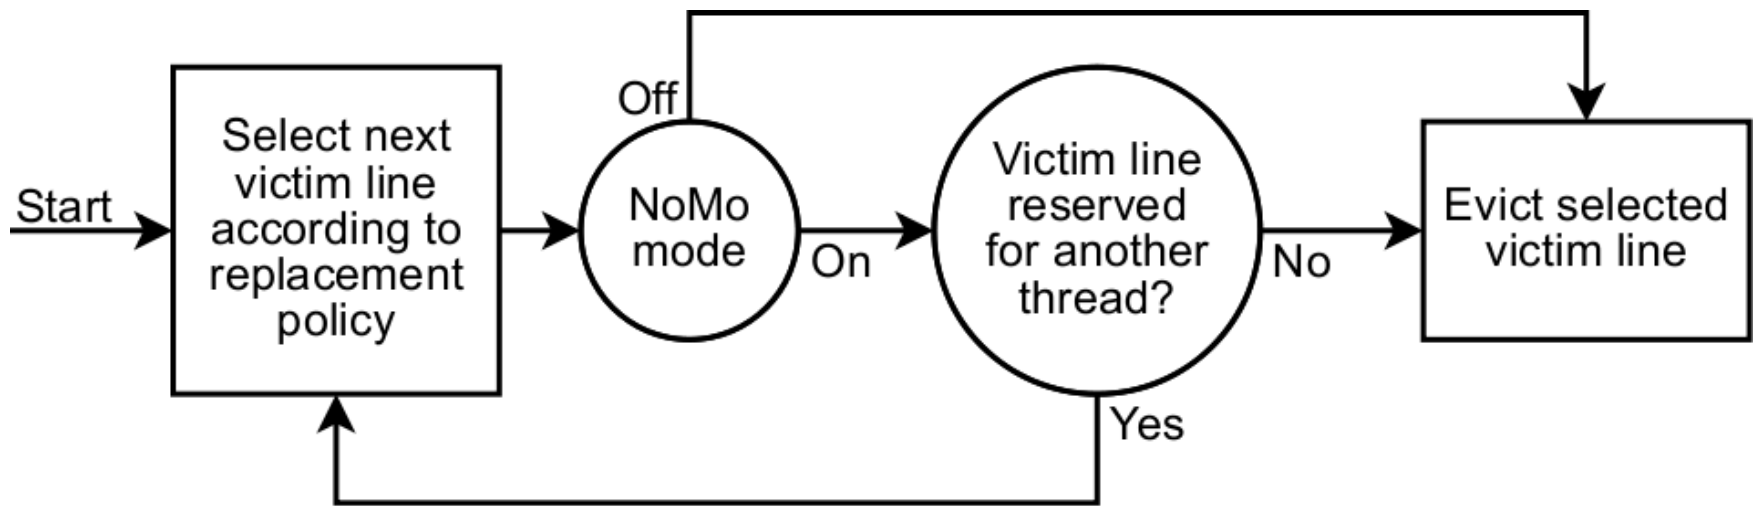 Start
Select next
victim line
according to
replacement
policy
Off
NoMo
mode
On
Victim line
reserved
for another
thread?
No
Yes
Evict selected
victim line